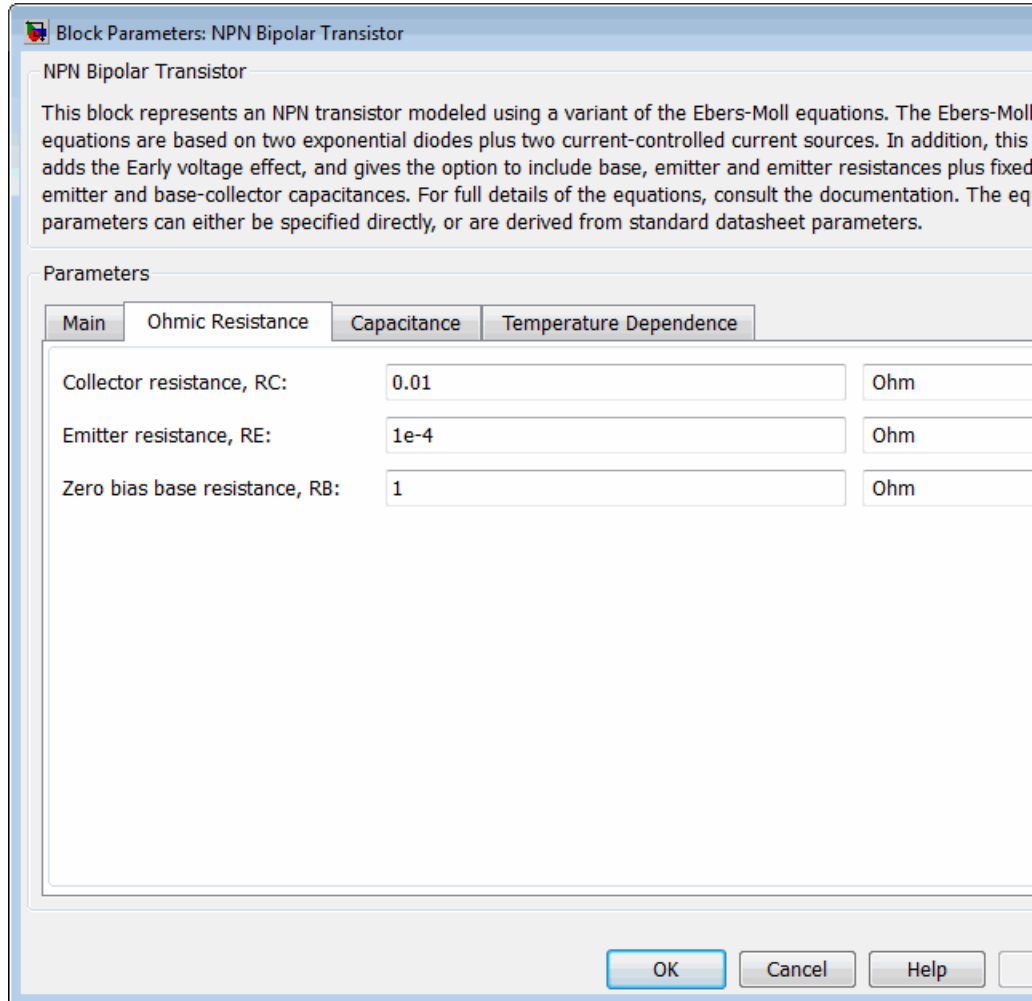 Block Parameters: NPN Bipolar Transistor
NPN Bipolar Transistor
This block represents an NPN transistor modeled using a variant of the Ebers-Moll equations. The Ebers-Moll
equations are based on two exponential diodes plus two current-controlled current sources. In addition, this
adds the Early voltage effect, and gives the option to include base, emitter and emitter resistances plus fixed
emitter and base-collector capacitances. For full details of the equations, consult the documentation. The eq
parameters can either be specified directly, or are derived from standard datasheet parameters.
Parameters
Main Ohmic Resistance Capacitance Temperature Dependence
Collector resistance, RC: 0.01 Ohm
Emitter resistance, RE: 1e-4 Ohm
Zero bias base resistance, RB: 1 Ohm
OK Cancel Help